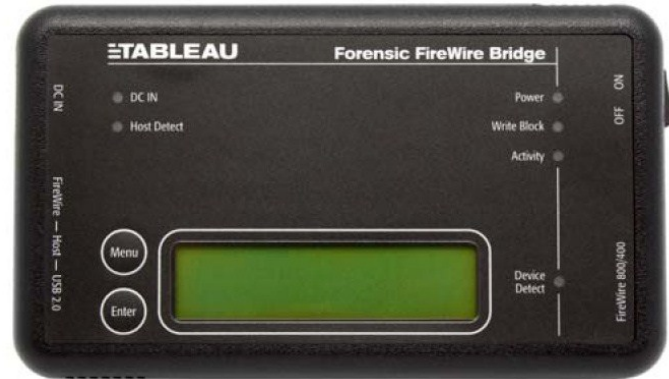 TABLEAU
Forensic FireWire Bridge
DC IN
Host Detect
Power
Write Block
Activity
Menu
Enter
Device
Detect
DC IN
FireWire — Host — USB 2.0
OFF ON
FireWire 800/400